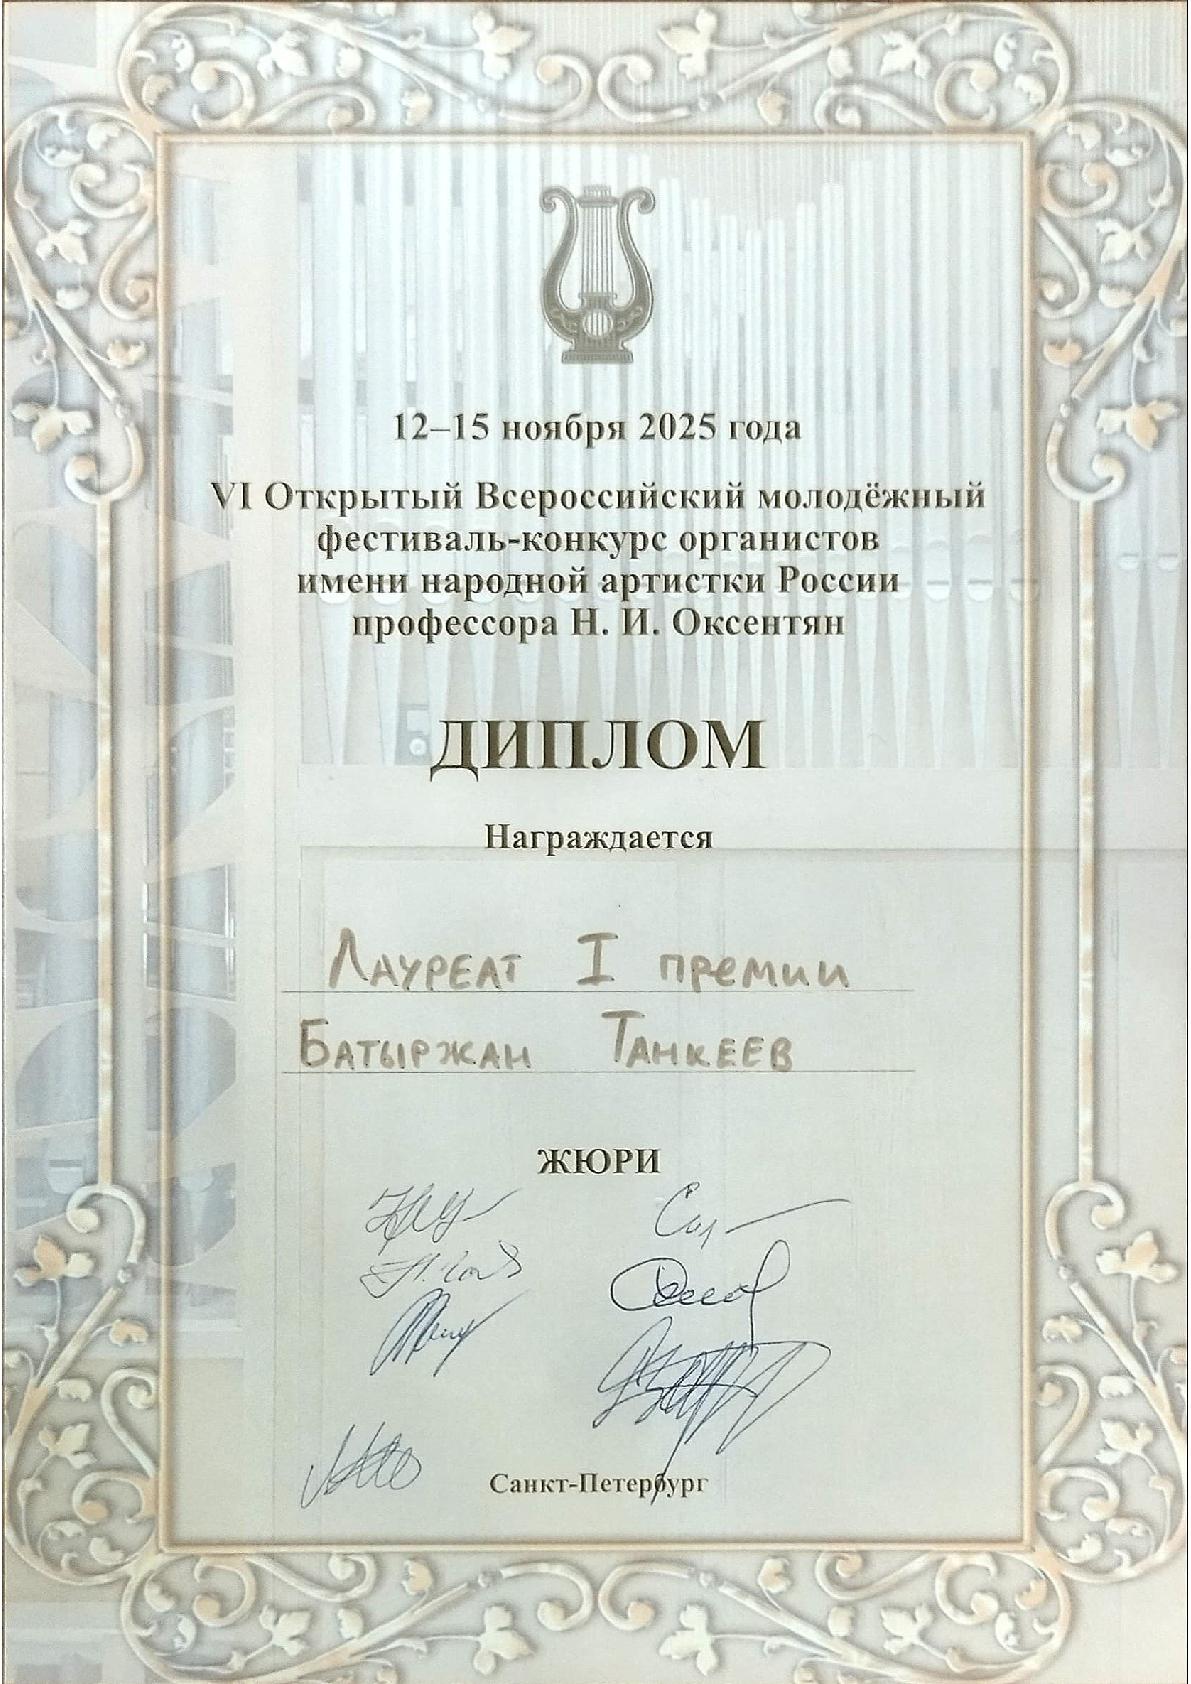 12–15 ноября 2025 года
VI Открытый Всероссийский молодёжный
фестиваль-конкурс органистов
имени народной артистки России
профессора Н. И. Оксентян
ДИПЛОМ
Награждается
Лауреат I премии
Батыржан Танкеев
ЖЮРИ
Санкт-Петербург